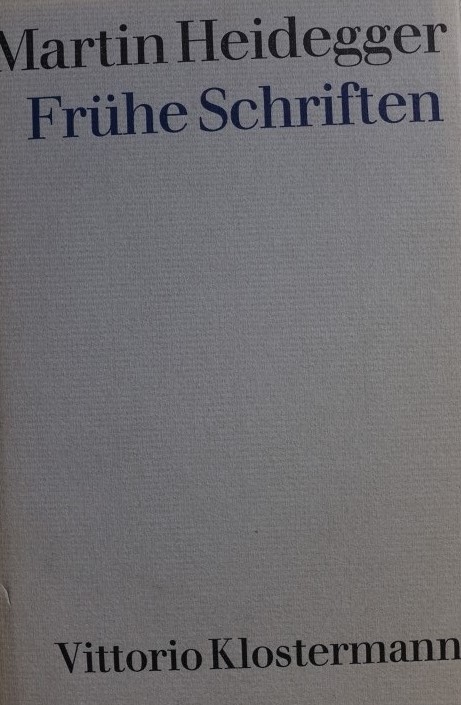 Martin Heidegger
Frühe Schriften
Vittorio Klostermann